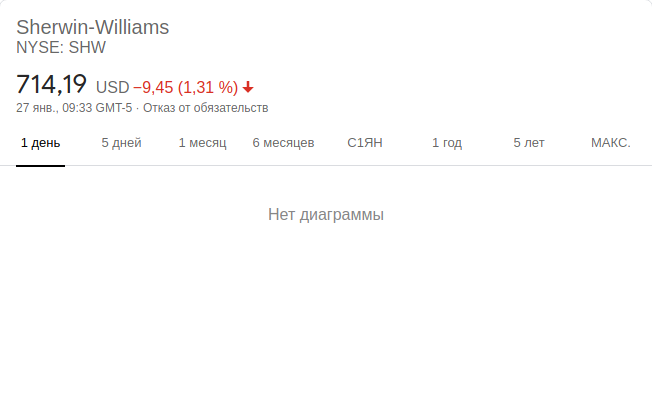 Sherwin-Williams
NYSE: SHW
714,19 USD −9,45 (1,31 %)
27 янв., 09:33 GMT-5 · Отказ от обязательств
1 день 5 дней 1 месяц 6 месяцев С1ЯН 1 год 5 лет МАКС.
Нет диаграммы